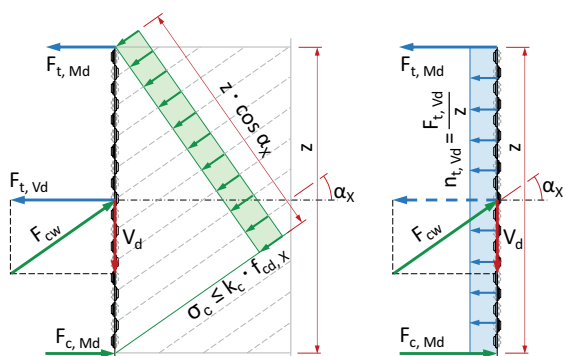 F_t, Md
z · cos α_X
z
F_t, Vd
α_X
F_cw
V_d
σ_c ≤ k_c · f_cd, X
F_c, Md
F_t, Md
n_t, Vd = F_t, Vd / z
z
α_X
F_cw
V_d
F_c, Md